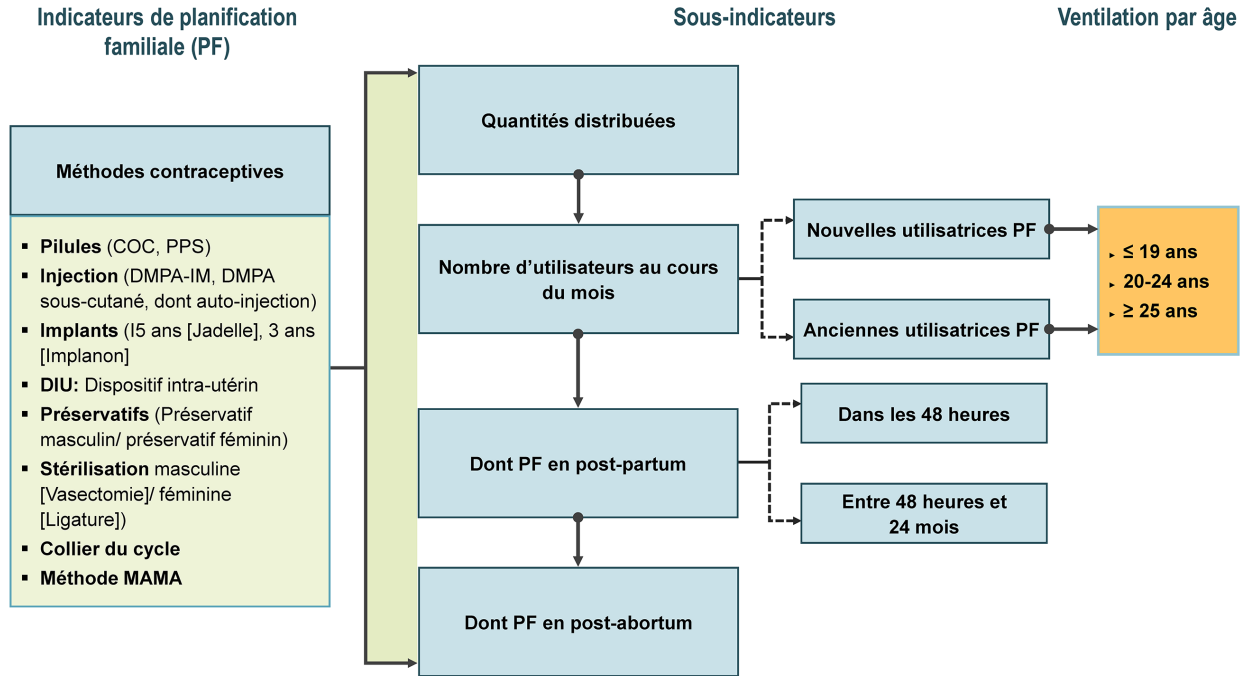 Indicateurs de planification
familiale (PF)
Sous-indicateurs
Ventilation par âge
Méthodes contraceptives
▪ Pilules (COC, PPS)
▪ Injection (DMPA-IM, DMPA
sous-cutané, dont auto-injection)
▪ Implants (I5 ans [Jadelle], 3 ans
[Implanon]
▪ DIU: Dispositif intra-utérin
▪ Préservatifs (Préservatif
masculin/ préservatif féminin)
▪ Stérilisation masculine
[Vasectomie]/ féminine
[Ligature])
▪ Collier du cycle
▪ Méthode MAMA
Quantités distribuées
Nombre d’utilisateurs au cours
du mois
Dont PF en post-partum
Dont PF en post-abortum
Nouvelles utilisatrices PF
Anciennes utilisatrices PF
Dans les 48 heures
Entre 48 heures et
24 mois
▸ ≤ 19 ans
▸ 20-24 ans
▸ ≥ 25 ans